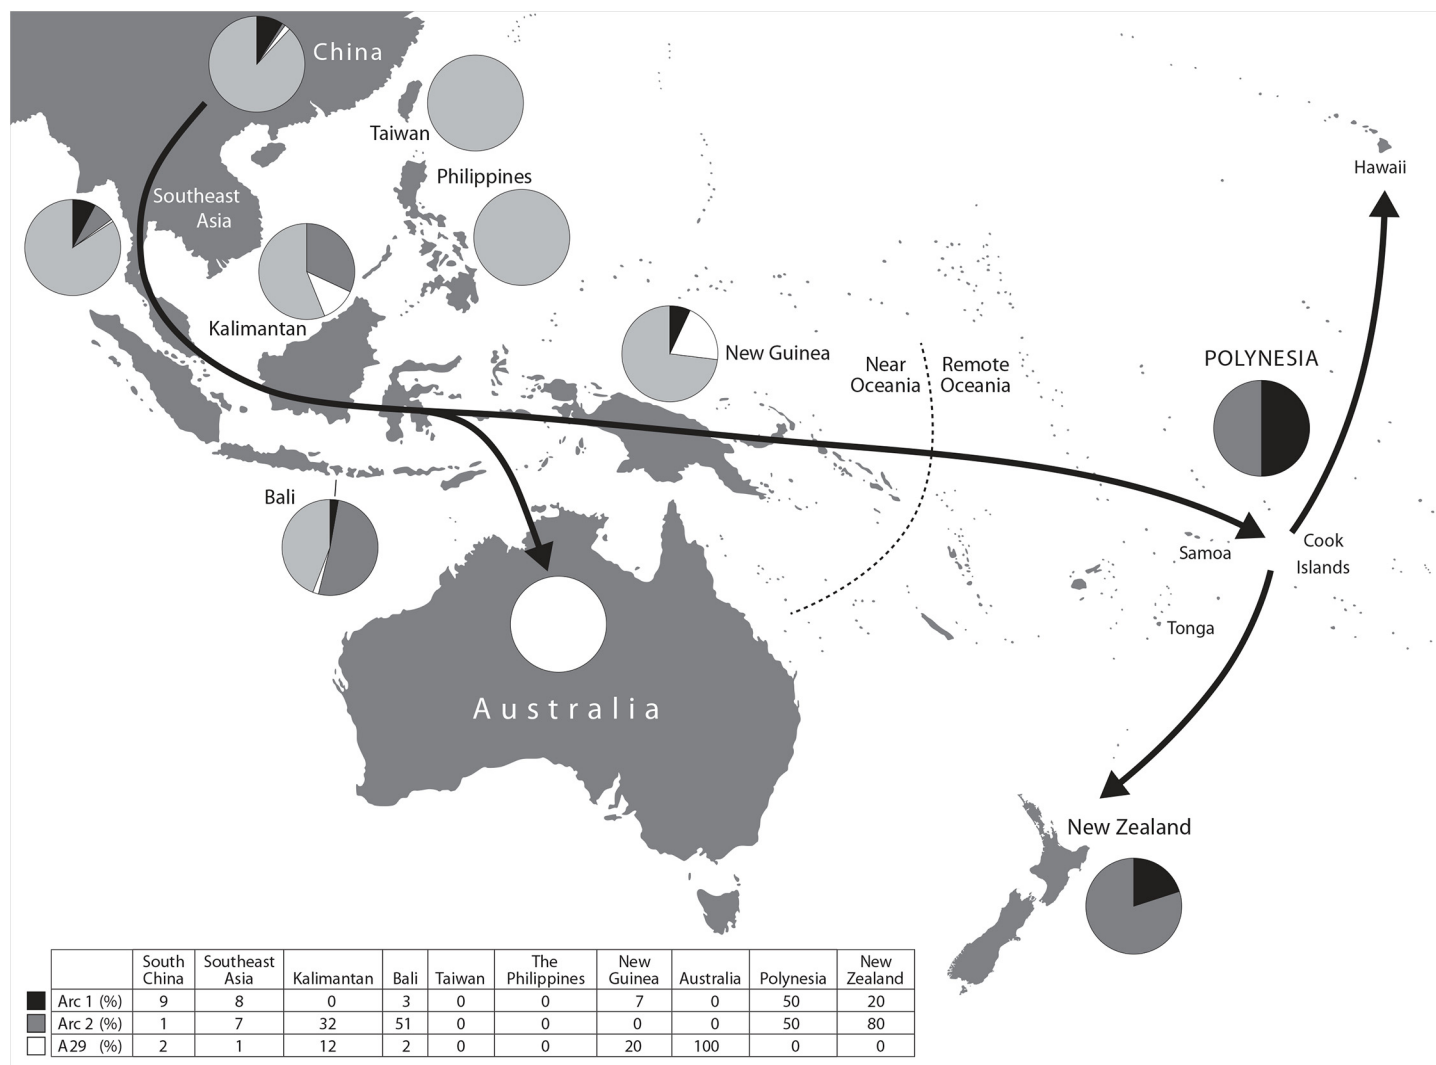 China
Taiwan
Philippines
Southeast
Asia
Kalimantan
New Guinea
Near
Oceania
Remote
Oceania
Hawaii
POLYNESIA
Bali
Samoa
Cook
Islands
Tonga
Australia
New Zealand
South China Southeast Asia Kalimantan Bali Taiwan The Philippines New Guinea Australia Polynesia New Zealand
Arc 1 (%) 9 8 0 3 0 0 7 0 50 20
Arc 2 (%) 1 7 32 51 0 0 0 0 50 80
A29 (%) 2 1 12 2 0 0 20 100 0 0